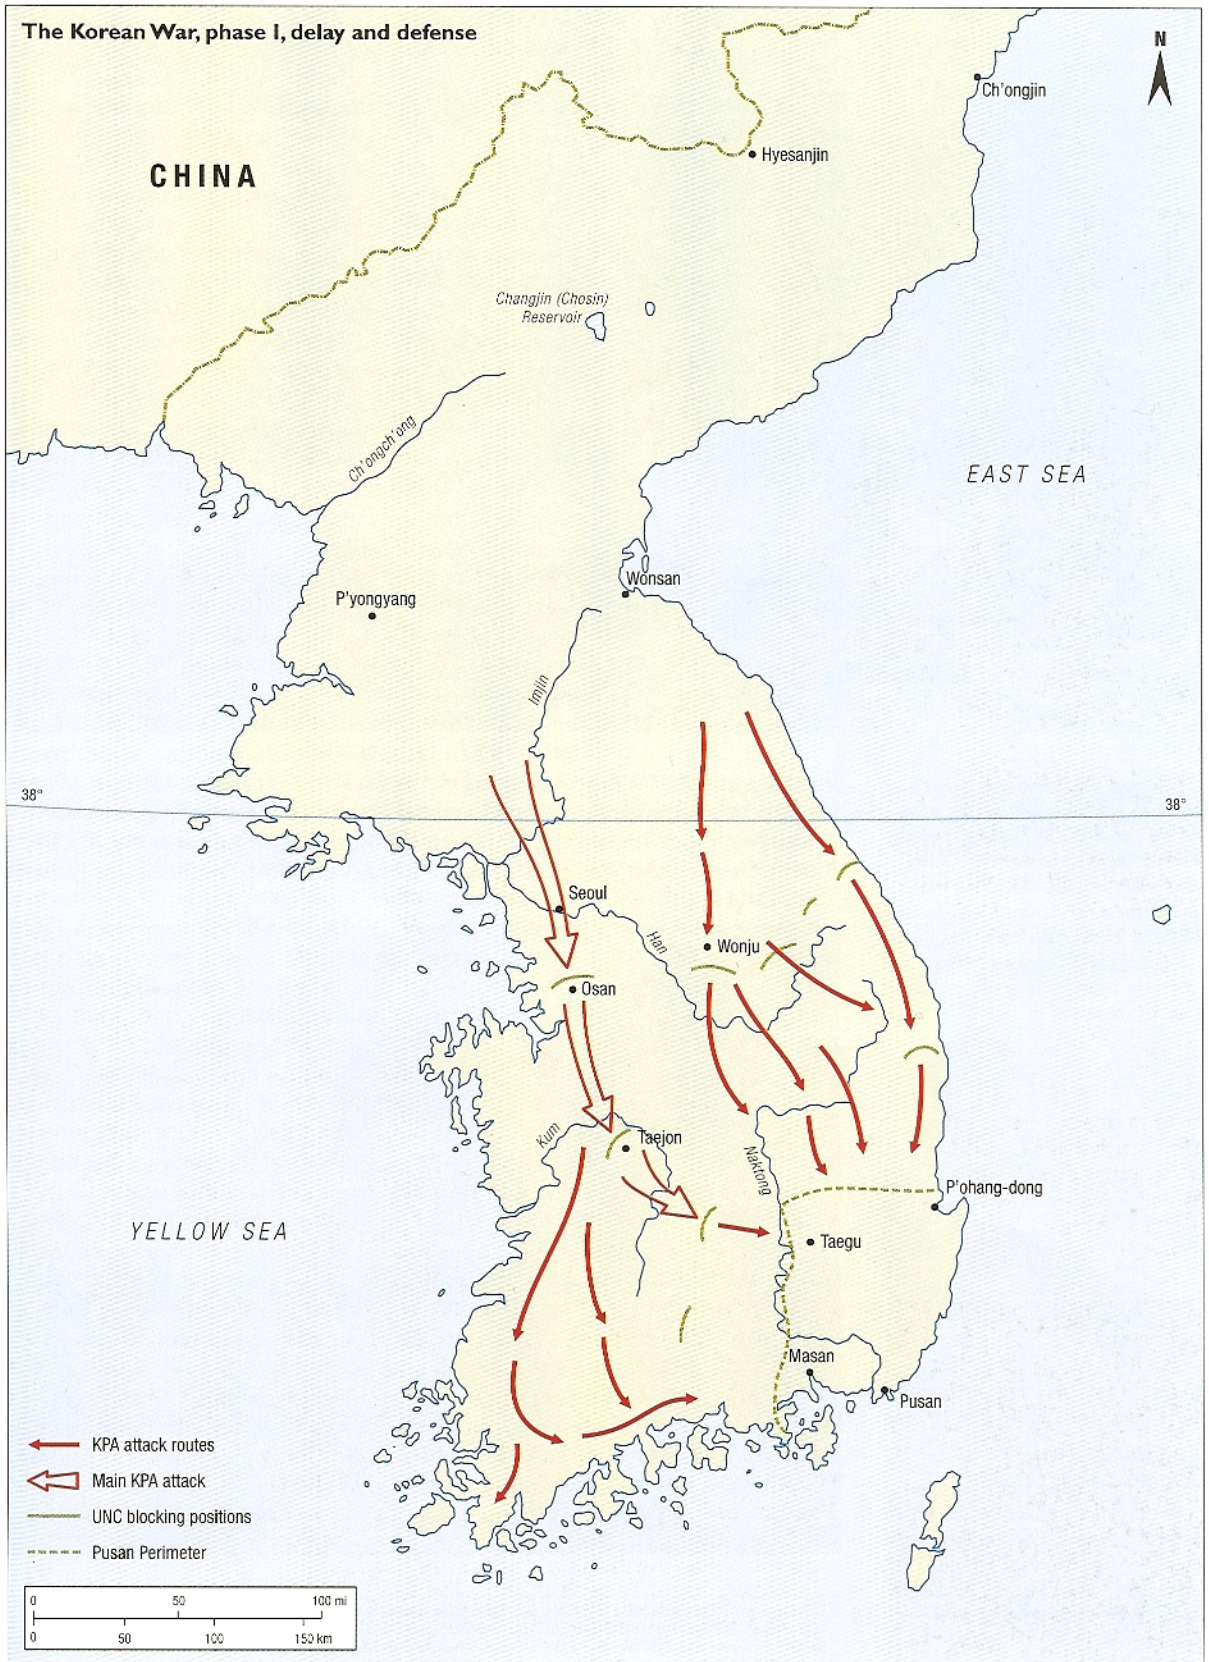 The Korean War, phase I, delay and defense
N
Ch'ongjin
Hyesanjin
CHINA
Changjin (Chosin)
Reservoir
Ch'ongch'ong
EAST SEA
Wonsan
P'yongyang
Imjin
38°
38°
Seoul
Han
Wonju
Osan
Kum
Taejon
Naktong
P'ohang-dong
YELLOW SEA
Taegu
Masan
Pusan
KPA attack routes
Main KPA attack
UNC blocking positions
Pusan Perimeter
0 50 100 mi
0 50 100 150 km